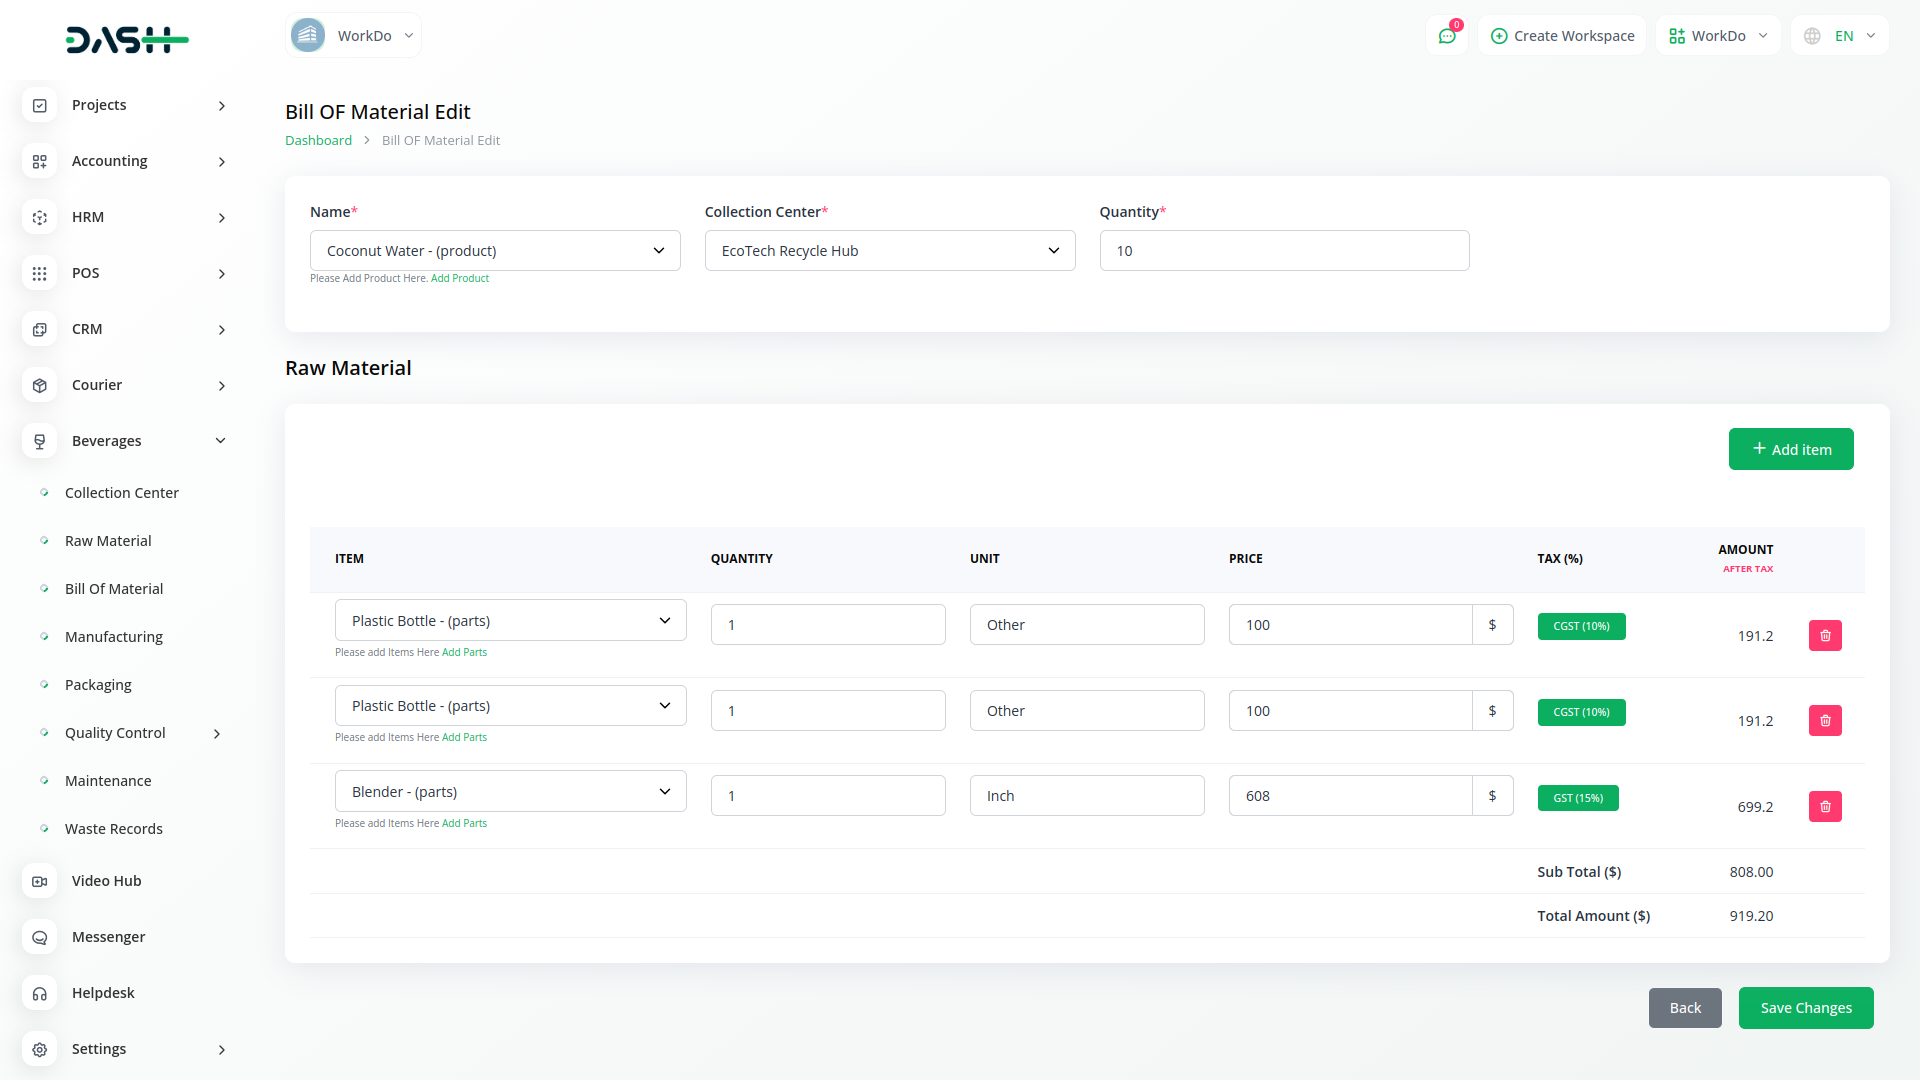 DASH
WorkDo
0
Create Workspace
WorkDo
EN
Projects
Accounting
HRM
POS
CRM
Courier
Beverages
Collection Center
Raw Material
Bill Of Material
Manufacturing
Packaging
Quality Control
Maintenance
Waste Records
Video Hub
Messenger
Helpdesk
Settings
Bill OF Material Edit
Dashboard > Bill OF Material Edit
Name* Collection Center* Quantity*
Coconut Water - (product) EcoTech Recycle Hub 10
Please Add Product Here. Add Product
Raw Material
+ Add item
ITEM QUANTITY UNIT PRICE TAX (%) AMOUNT
AFTER TAX
Plastic Bottle - (parts) 1 Other 100 $ CGST (10%) 191.2
Please add Items Here Add Parts
Plastic Bottle - (parts) 1 Other 100 $ CGST (10%) 191.2
Please add Items Here Add Parts
Blender - (parts) 1 Inch 608 $ GST (15%) 699.2
Please add Items Here Add Parts
Sub Total ($) 808.00
Total Amount ($) 919.20
Back Save Changes